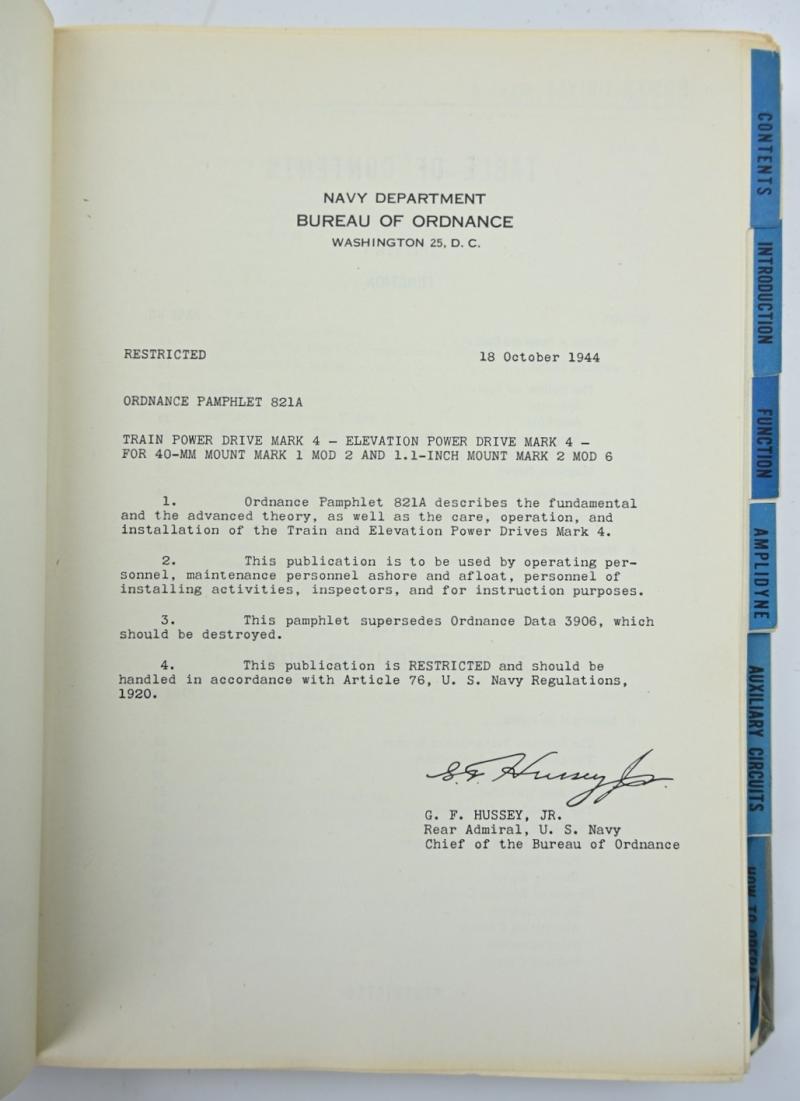 NAVY DEPARTMENT
BUREAU OF ORDNANCE
WASHINGTON 25, D. C.
RESTRICTED 18 October 1944
ORDNANCE PAMPHLET 821A
TRAIN POWER DRIVE MARK 4 – ELEVATION POWER DRIVE MARK 4 –
FOR 40-MM MOUNT MARK 1 MOD 2 AND 1.1-INCH MOUNT MARK 2 MOD 6
1. Ordnance Pamphlet 821A describes the fundamental
and the advanced theory, as well as the care, operation, and
installation of the Train and Elevation Power Drives Mark 4.
2. This publication is to be used by operating per-
sonnel, maintenance personnel ashore and afloat, personnel of
installing activities, inspectors, and for instruction purposes.
3. This pamphlet supersedes Ordnance Data 3906, which
should be destroyed.
4. This publication is RESTRICTED and should be
handled in accordance with Article 76, U. S. Navy Regulations,
1920.
G. F. Hussey Jr.
G. F. HUSSEY, JR.
Rear Admiral, U. S. Navy
Chief of the Bureau of Ordnance
CONTENTS
INTRODUCTION
FUNCTION
AMPLIDYNE
AUXILIARY CIRCUITS
HOW TO OPERATE